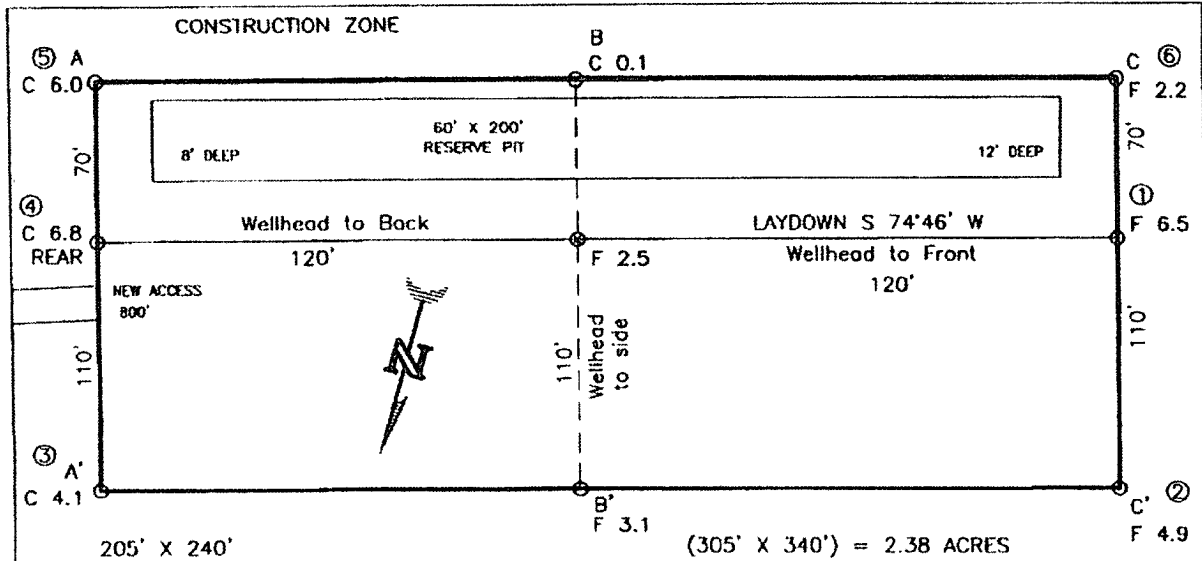 CONSTRUCTION ZONE
⑤ A
C 6.0
B
C 0.1
C ⑥
F 2.2
60' X 200'
RESERVE PIT
8' DEEP
12' DEEP
70'
70'
④
C 6.8
REAR
Wellhead to Back
120'
F 2.5
LAYDOWN S 74°46' W
Wellhead to Front
120'
①
F 6.5
NEW ACCESS
800'
N
110'
110'
Wellhead
to side
110'
③
A'
C 4.1
B'
F 3.1
C' ②
F 4.9
205' X 240'
(305' X 340') = 2.38 ACRES